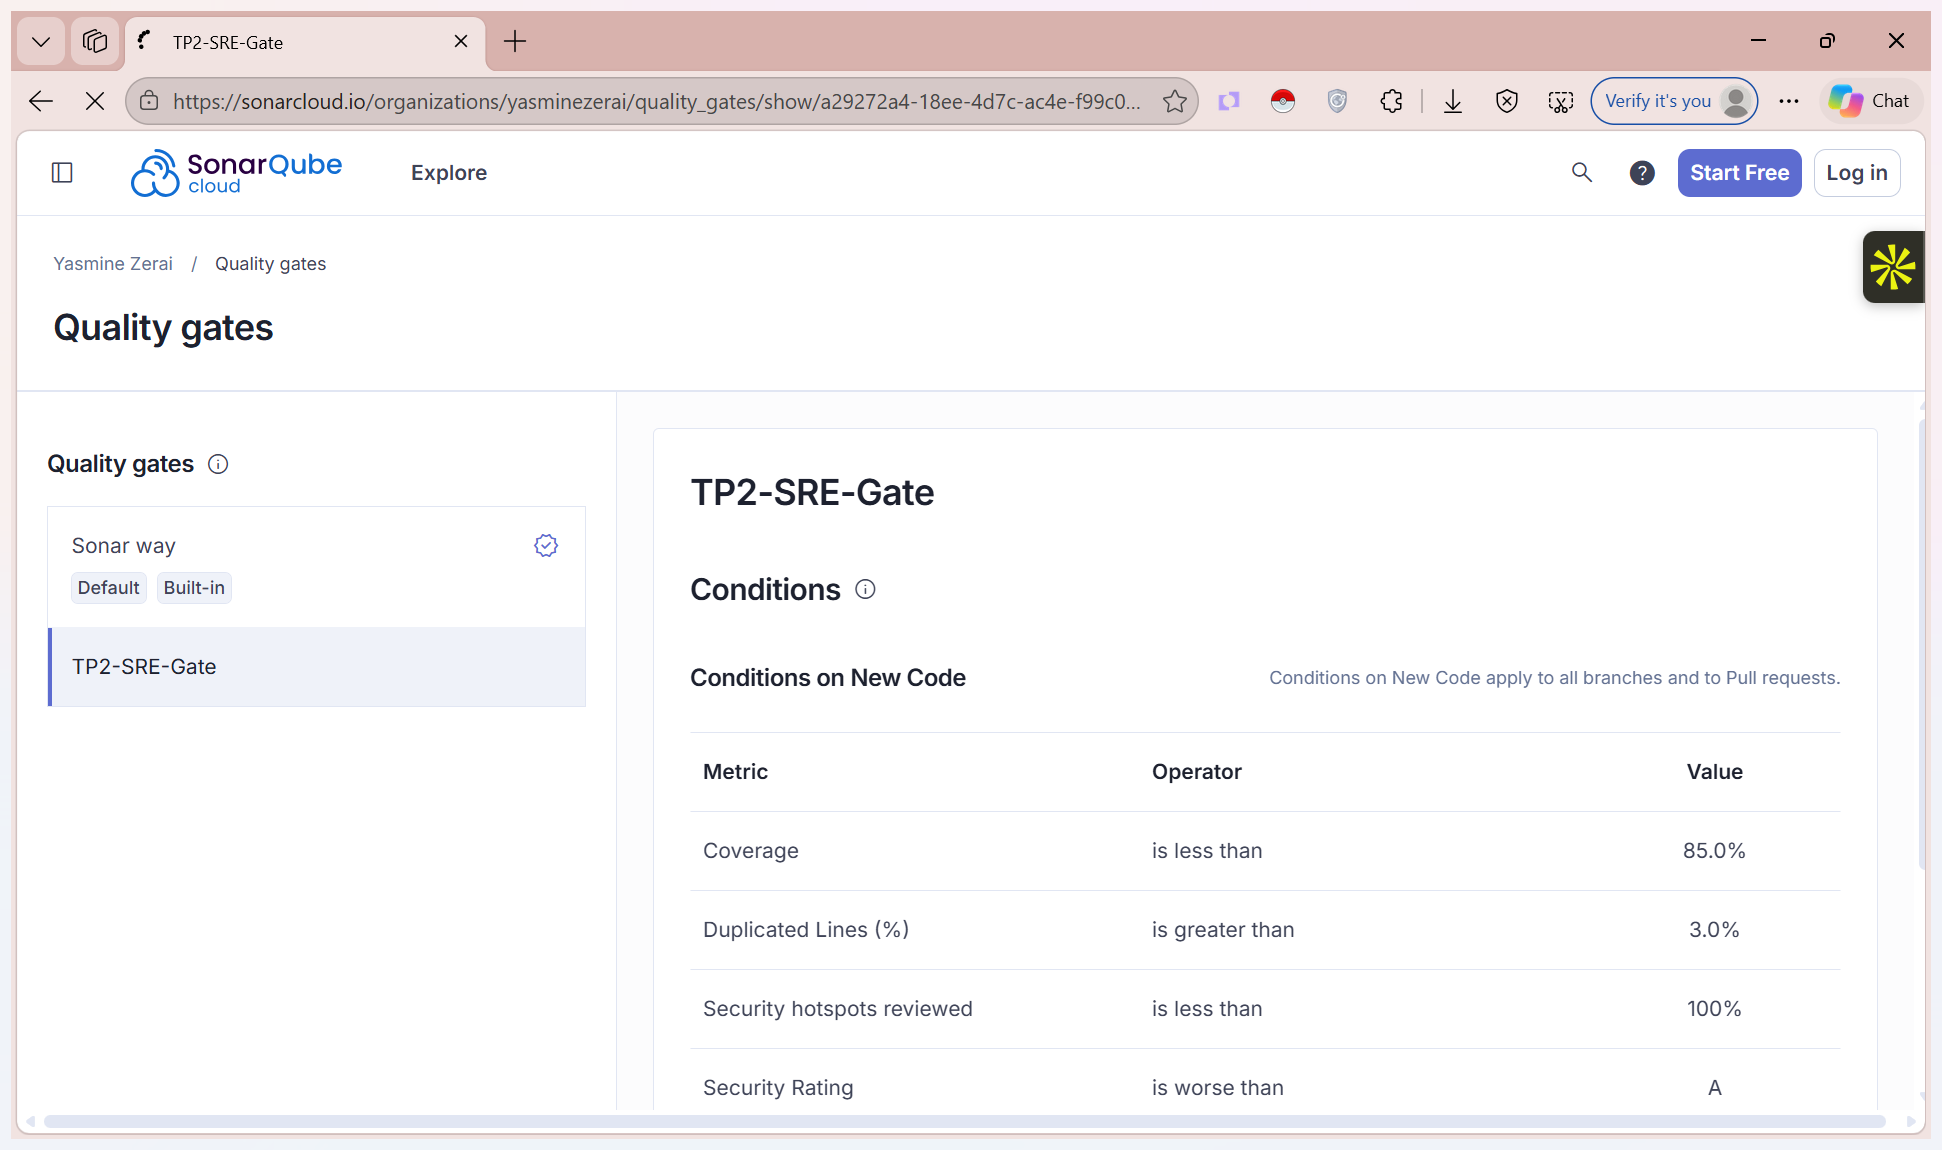 TP2-SRE-Gate
https://sonarcloud.io/organizations/yasminezerai/quality_gates/show/a29272a4-18ee-4d7c-ac4e-f99c0...
Verify it's you
Chat
SonarQube
cloud
Explore
?
Start Free
Log in
Yasmine Zerai / Quality gates
Quality gates
Quality gates
Sonar way
Default
Built-in
TP2-SRE-Gate
TP2-SRE-Gate
Conditions
Conditions on New Code
Conditions on New Code apply to all branches and to Pull requests.
Metric Operator Value
Coverage is less than 85.0%
Duplicated Lines (%) is greater than 3.0%
Security hotspots reviewed is less than 100%
Security Rating is worse than A